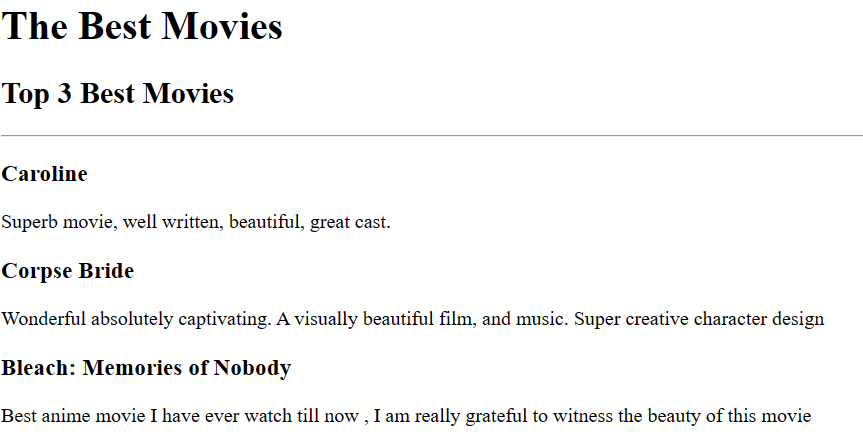 The Best Movies
Top 3 Best Movies
Caroline
Superb movie, well written, beautiful, great cast.
Corpse Bride
Wonderful absolutely captivating. A visually beautiful film, and music. Super creative character design
Bleach: Memories of Nobody
Best anime movie I have ever watch till now , I am really grateful to witness the beauty of this movie